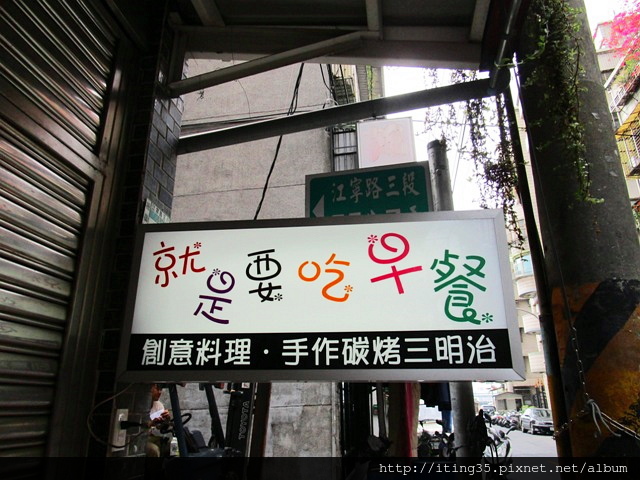 江寧路三段
就是要吃早餐
創意料理·手作碳烤三明治
http://iting35.pixnet.net/album